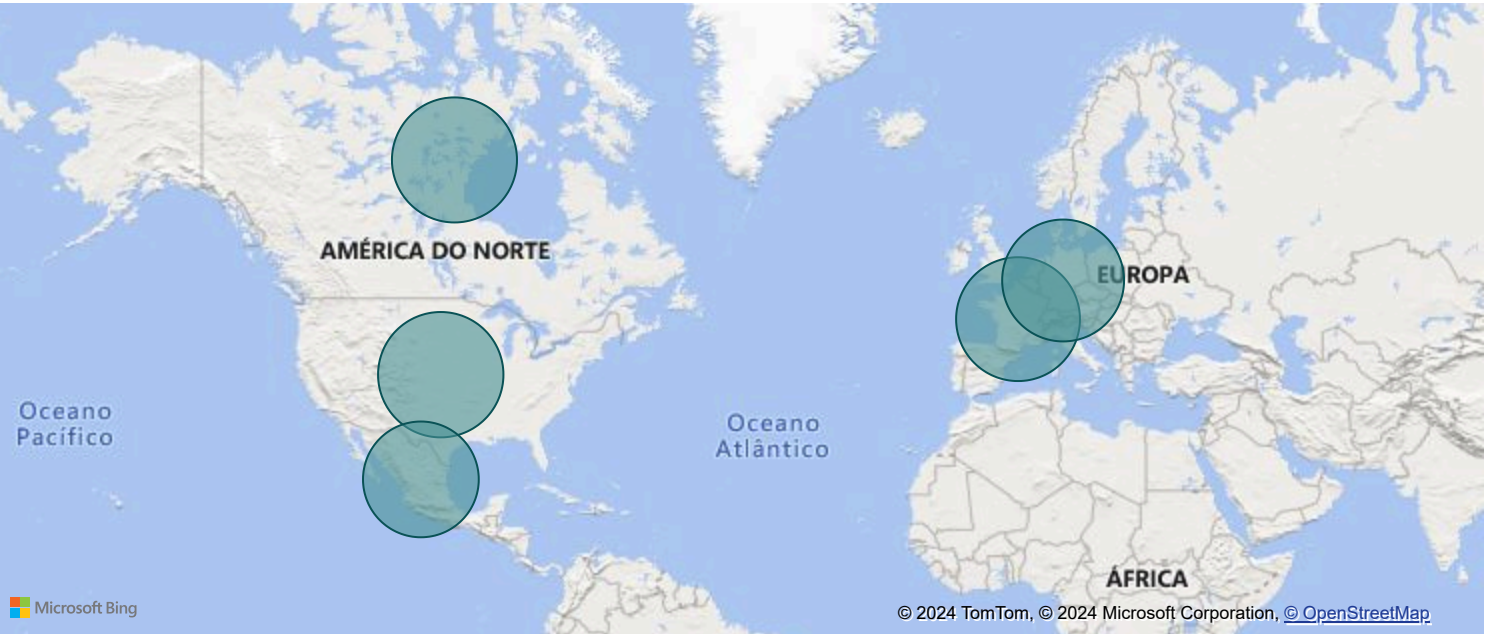 AMÉRICA DO NORTE
EUROPA
Oceano
Pacífico
Oceano
Atlântico
ÁFRICA
Microsoft Bing
© 2024 TomTom, © 2024 Microsoft Corporation, © OpenStreetMap